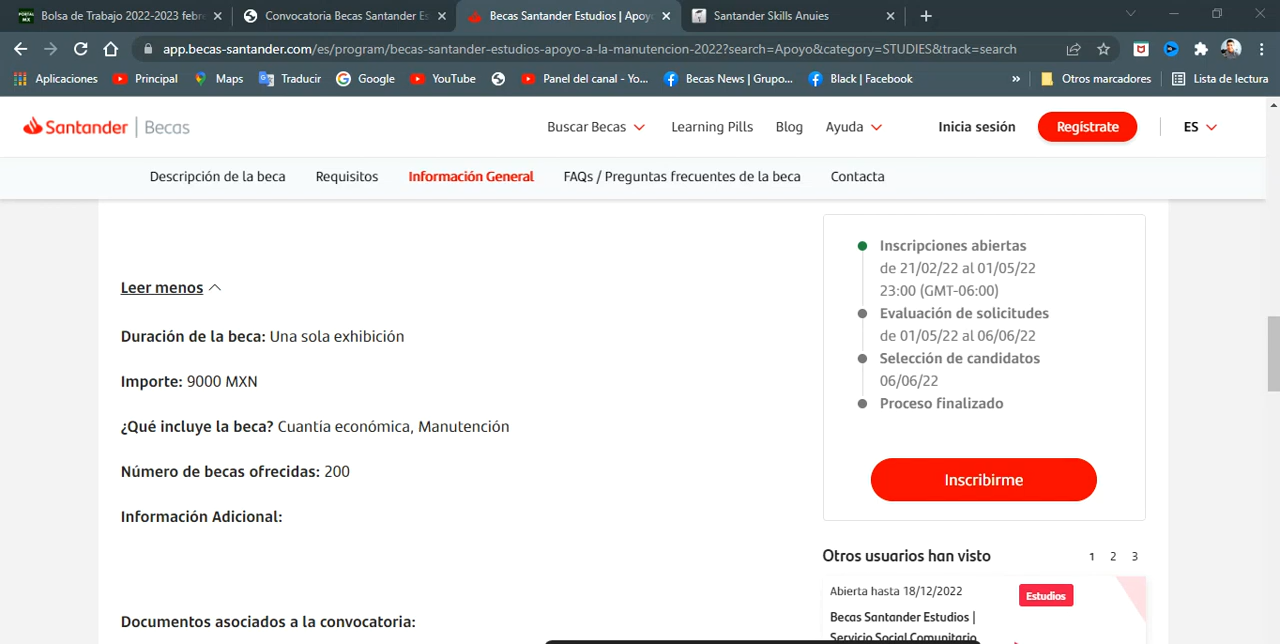 PORTAL MX Bolsa de Trabajo 2022-2023 febre
Convocatoria Becas Santander Es
Becas Santander Estudios | Apoyo
Santander Skills Anuies
app.becas-santander.com/es/program/becas-santander-estudios-apoyo-a-la-manutencion-2022?search=Apoyo&category=STUDIES&track=search
Aplicaciones Principal Maps Traducir Google YouTube Panel del canal - Yo... Becas News | Grupo... Black | Facebook » Otros marcadores Lista de lectura
Santander | Becas
Buscar Becas Learning Pills Blog Ayuda Inicia sesión Regístrate ES
Descripción de la beca Requisitos Información General FAQs / Preguntas frecuentes de la beca Contacta
Leer menos
Duración de la beca: Una sola exhibición
Importe: 9000 MXN
¿Qué incluye la beca? Cuantía económica, Manutención
Número de becas ofrecidas: 200
Información Adicional:
Documentos asociados a la convocatoria:
Inscripciones abiertas
de 21/02/22 al 01/05/22
23:00 (GMT-06:00)
Evaluación de solicitudes
de 01/05/22 al 06/06/22
Selección de candidatos
06/06/22
Proceso finalizado
Inscribirme
Otros usuarios han visto 1 2 3
Abierta hasta 18/12/2022
Estudios
Becas Santander Estudios |
Servicio Social Comunitario